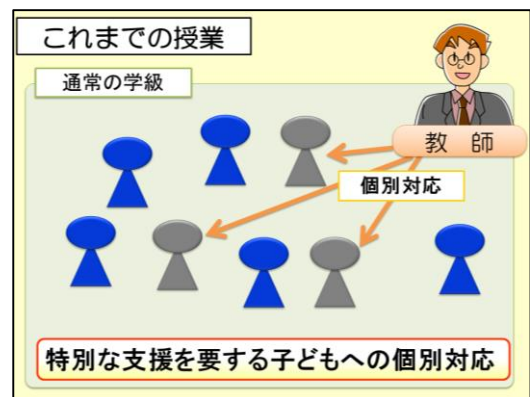 これまでの授業
通常の学級
教 師
個別対応
特別な支援を要する子どもへの個別対応